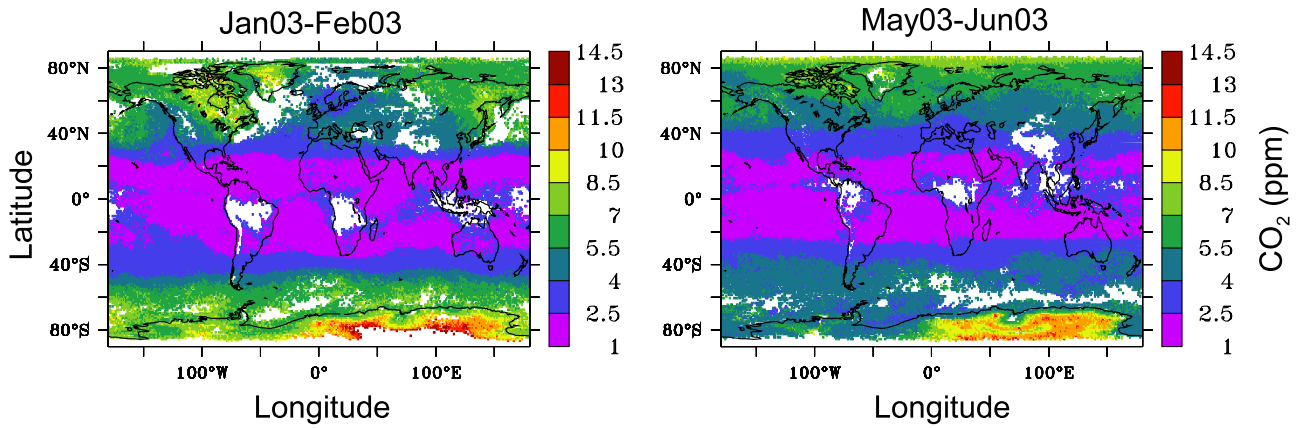 Jan03-Feb03
May03-Jun03
Latitude
80°N
40°N
0°
40°S
80°S
100°W
0°
100°E
Longitude
14.5
13
11.5
10
8.5
7
5.5
4
2.5
1
80°N
40°N
0°
40°S
80°S
100°W
0°
100°E
Longitude
14.5
13
11.5
10
8.5
7
5.5
4
2.5
1
CO₂ (ppm)